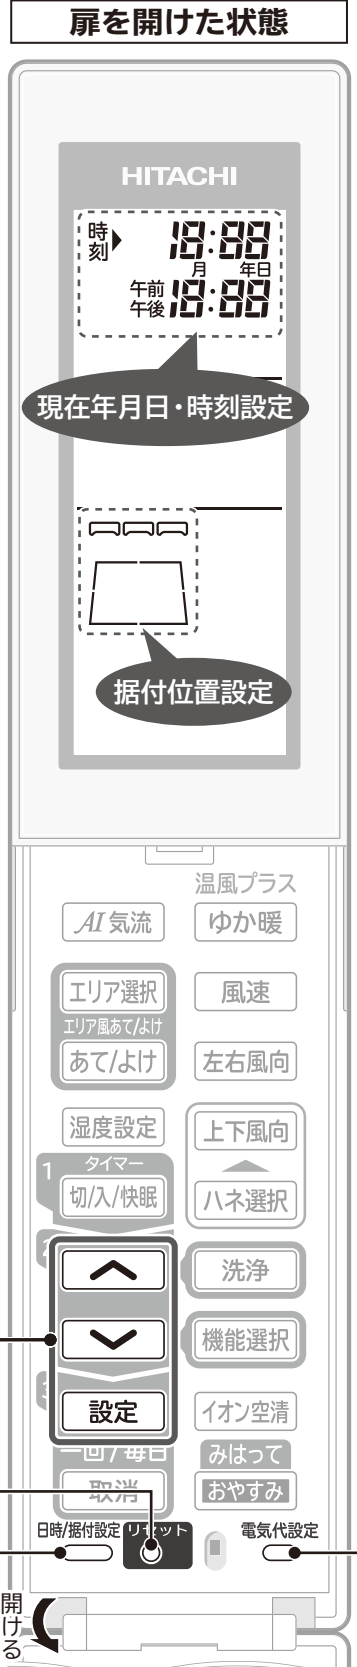 扉を開けた状態
HITACHI
時刻 18:88
月 年日
午前
午後 18:88
現在年月日・時刻設定
据付位置設定
温風プラス
AI 気流 ゆか暖
エリア選択 風速
エリア風あて/よけ
あて/よけ 左右風向
湿度設定 上下風向
1 タイマー
切/入/快眠 ハネ選択
洗浄
機能選択
設定 イオン空清
一回/毎日 みはって
取消 おやすみ
日時/据付設定 リセット 電気代設定
開ける